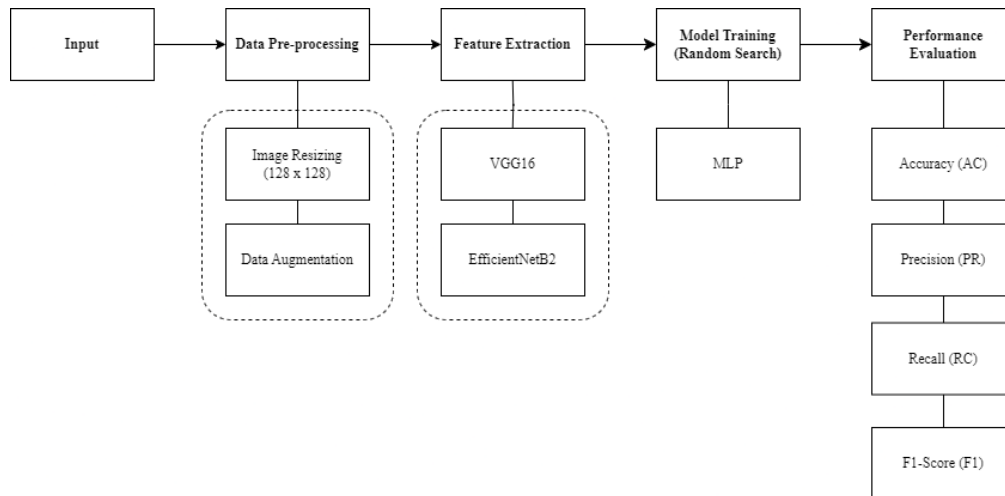 Input
Data Pre-processing
Feature Extraction
Model Training
(Random Search)
Performance
Evaluation
Image Resizing
(128 x 128)
VGG16
MLP
Accuracy (AC)
Data Augmentation
EfficientNetB2
Precision (PR)
Recall (RC)
F1-Score (F1)